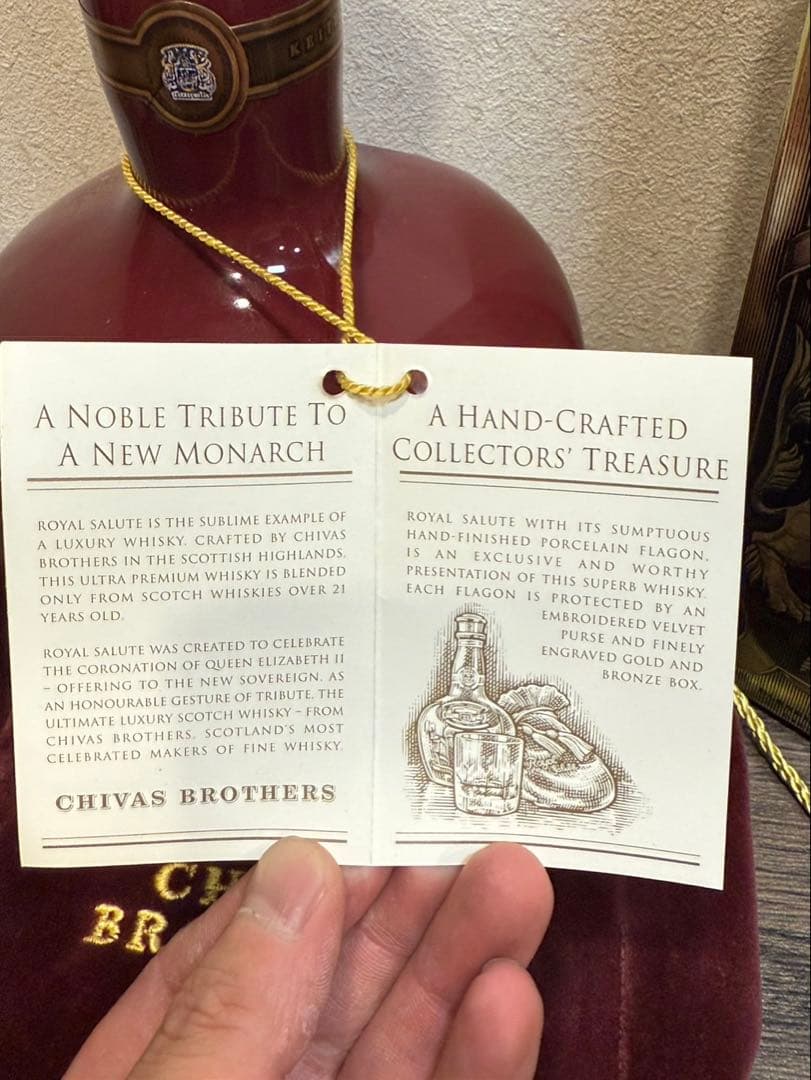 A NOBLE TRIBUTE TO
A NEW MONARCH
ROYAL SALUTE IS THE SUBLIME EXAMPLE OF
A LUXURY WHISKY. CRAFTED BY CHIVAS
BROTHERS IN THE SCOTTISH HIGHLANDS,
THIS ULTRA PREMIUM WHISKY IS BLENDED
ONLY FROM SCOTCH WHISKIES OVER 21
YEARS OLD.
ROYAL SALUTE WAS CREATED TO CELEBRATE
THE CORONATION OF QUEEN ELIZABETH II
– OFFERING TO THE NEW SOVEREIGN, AS
AN HONOURABLE GESTURE OF TRIBUTE, THE
ULTIMATE LUXURY SCOTCH WHISKY – FROM
CHIVAS BROTHERS, SCOTLAND'S MOST
CELEBRATED MAKERS OF FINE WHISKY.
CHIVAS BROTHERS
A HAND-CRAFTED
COLLECTORS' TREASURE
ROYAL SALUTE WITH ITS SUMPTUOUS
HAND-FINISHED PORCELAIN FLAGON,
IS AN EXCLUSIVE AND WORTHY
PRESENTATION OF THIS SUPERB WHISKY.
EACH FLAGON IS PROTECTED BY AN
EMBROIDERED VELVET
PURSE AND FINELY
ENGRAVED GOLD AND
BRONZE BOX.
CH
BR